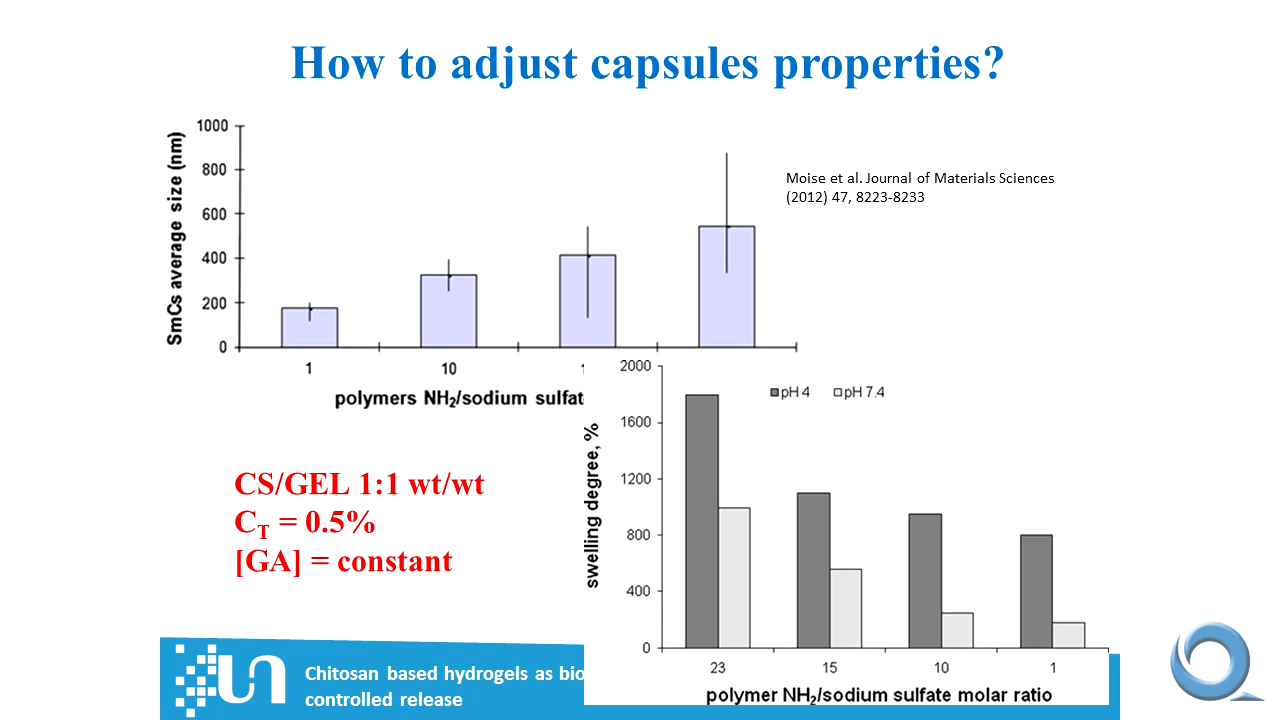 How to adjust capsules properties?
1000
800
600
400
200
0
SmCs average size (nm)
1 10
polymers NH₂/sodium sulfat
Moise et al. Journal of Materials Sciences
(2012) 47, 8223-8233
CS/GEL 1:1 wt/wt
C_T = 0.5%
[GA] = constant
2000
1600
1200
800
400
0
swelling degree, %
pH 4 pH 7.4
23 15 10 1
polymer NH₂/sodium sulfate molar ratio
Chitosan based hydrogels as bio
controlled release